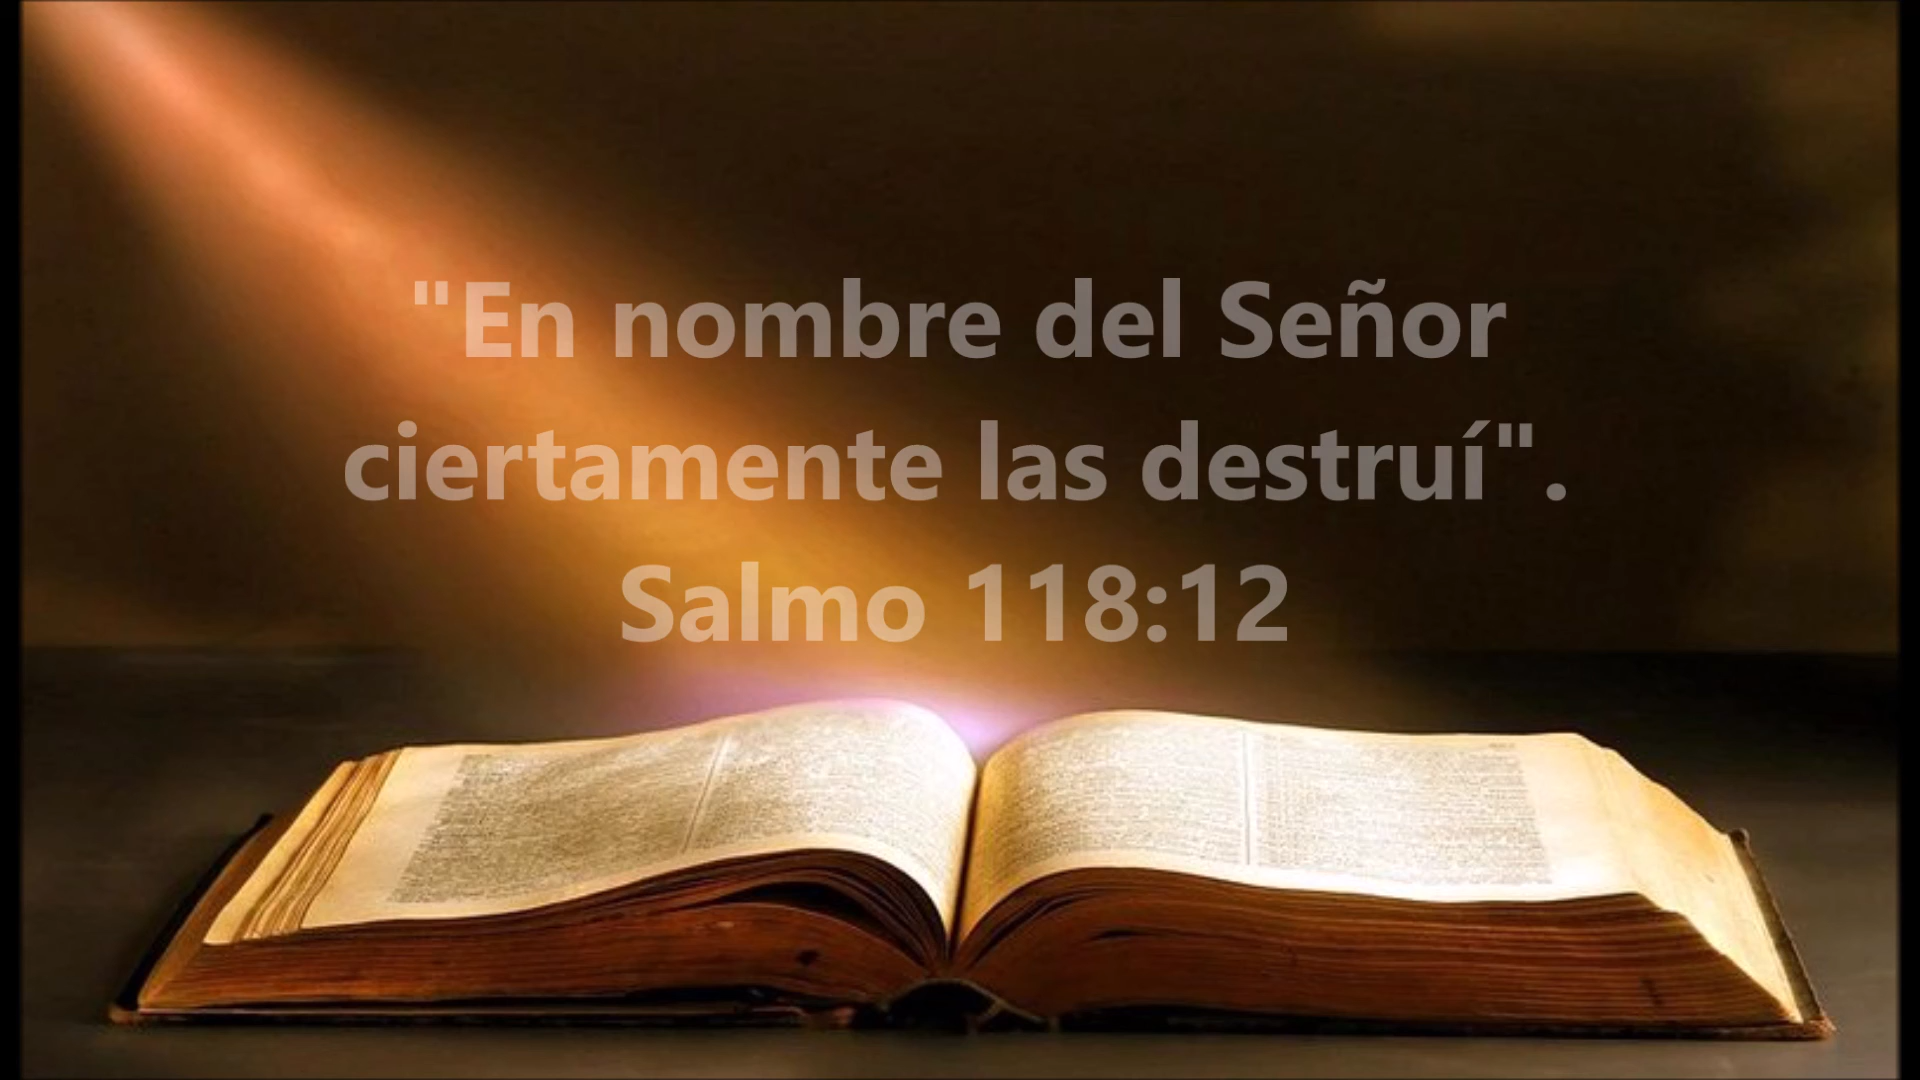 "En nombre del Señor
ciertamente las destruí".
Salmo 118:12